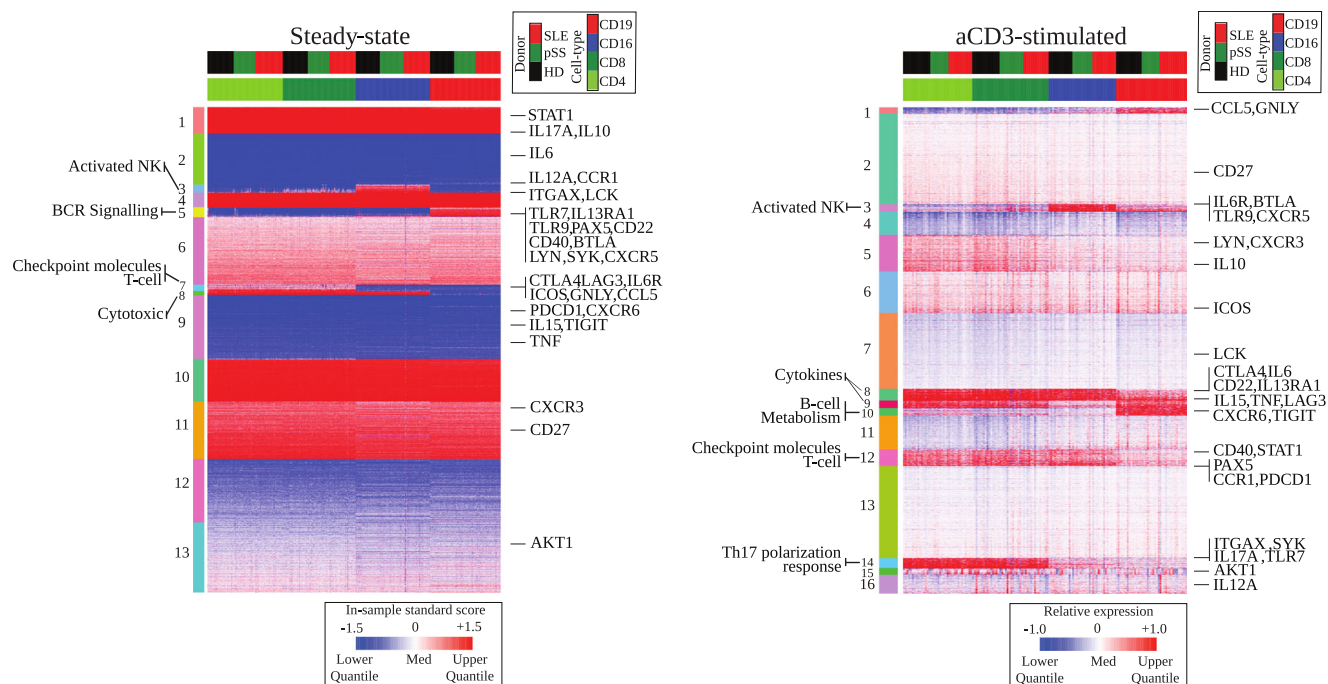 Steady-state
Donor
SLE
pSS
HD
Cell-type
CD19
CD16
CD8
CD4
1
2
3
4
5
6
7
8
9
10
11
12
13
Activated NK
BCR Signalling
Checkpoint molecules
T-cell
Cytotoxic
STAT1
IL17A,IL10
IL6
IL12A,CCR1
ITGAX,LCK
TLR7,IL13RA1
TLR9,PAX5,CD22
CD40,BTLA
LYN,SYK,CXCR5
CTLA4LAG3,IL6R
ICOS,GNLY,CCL5
PDCD1,CXCR6
IL15,TIGIT
TNF
CXCR3
CD27
AKT1
In-sample standard score
-1.5 0 +1.5
Lower Med Upper
Quantile Quantile
aCD3-stimulated
Donor
SLE
pSS
HD
Cell-type
CD19
CD16
CD8
CD4
1
2
3
4
5
6
7
8
9
10
11
12
13
14
15
16
Activated NK
Cytokines
B-cell
Metabolism
Checkpoint molecules
T-cell
Th17 polarization
response
CCL5,GNLY
CD27
IL6R,BTLA
TLR9,CXCR5
LYN,CXCR3
IL10
ICOS
LCK
CTLA4,IL6
CD22,IL13RA1
IL15,TNF,LAG3
CXCR6,TIGIT
CD40,STAT1
PAX5
CCR1,PDCD1
ITGAX,SYK
IL17A,TLR7
AKT1
IL12A
Relative expression
-1.0 0 +1.0
Lower Med Upper
Quantile Quantile